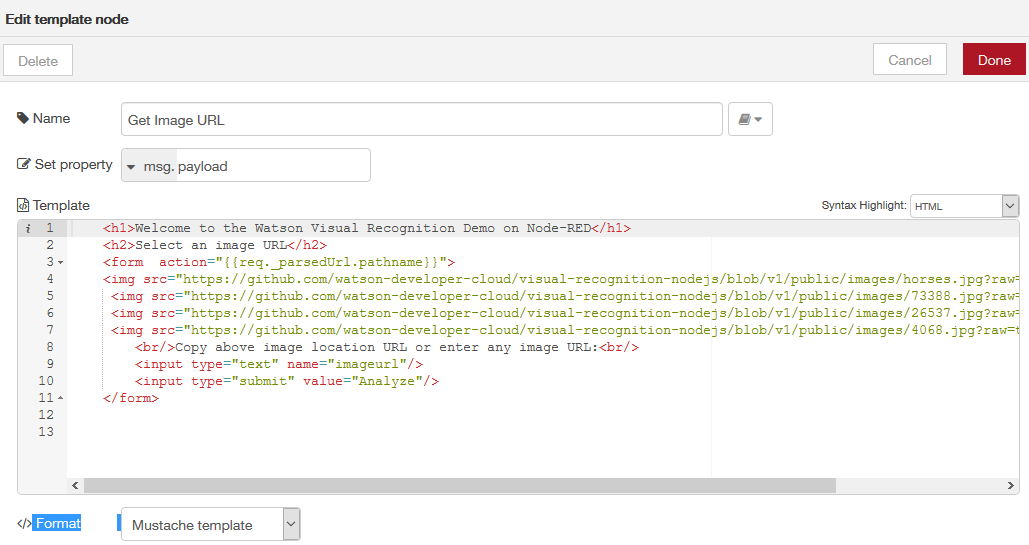 Edit template node
Delete Cancel Done
Name Get Image URL
Set property msg. payload
Template Syntax Highlight: HTML
i 1 <h1>Welcome to the Watson Visual Recognition Demo on Node-RED</h1>
2 <h2>Select an image URL</h2>
3 <form  action="{{req._parsedUrl.pathname}}">
4 <img src="https://github.com/watson-developer-cloud/visual-recognition-nodejs/blob/v1/public/images/horses.jpg?raw=
5 <img src="https://github.com/watson-developer-cloud/visual-recognition-nodejs/blob/v1/public/images/73388.jpg?raw=
6 <img src="https://github.com/watson-developer-cloud/visual-recognition-nodejs/blob/v1/public/images/26537.jpg?raw=
7 <img src="https://github.com/watson-developer-cloud/visual-recognition-nodejs/blob/v1/public/images/4068.jpg?raw=t
8 <br/>Copy above image location URL or enter any image URL:<br/>
9 <input type="text" name="imageurl"/>
10 <input type="submit" value="Analyze"/>
11 </form>
12
13
</> Format Mustache template